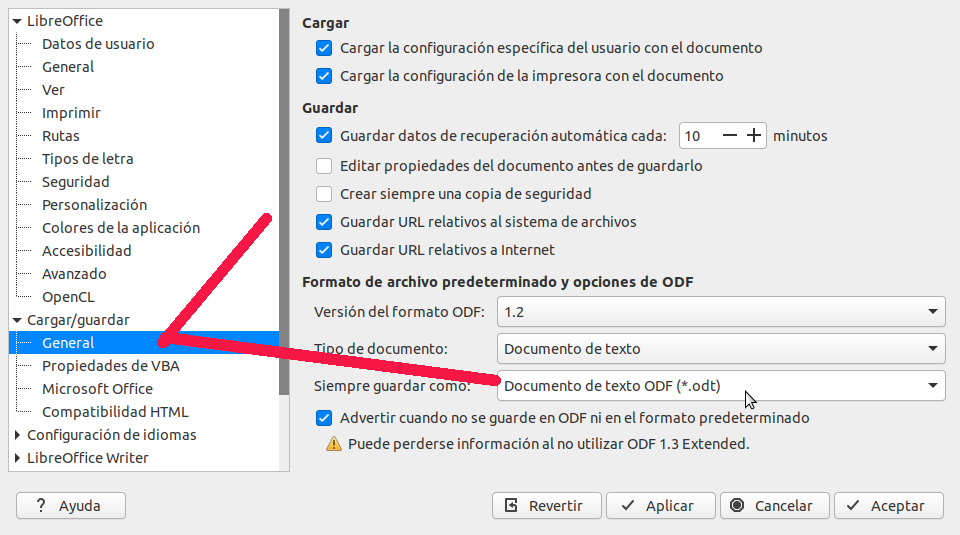 LibreOffice
Datos de usuario
General
Ver
Imprimir
Rutas
Tipos de letra
Seguridad
Personalización
Colores de la aplicación
Accesibilidad
Avanzado
OpenCL
Cargar/guardar
General
Propiedades de VBA
Microsoft Office
Compatibilidad HTML
Configuración de idiomas
LibreOffice Writer
Cargar
Cargar la configuración específica del usuario con el documento
Cargar la configuración de la impresora con el documento
Guardar
Guardar datos de recuperación automática cada: 10 minutos
Editar propiedades del documento antes de guardarlo
Crear siempre una copia de seguridad
Guardar URL relativos al sistema de archivos
Guardar URL relativos a Internet
Formato de archivo predeterminado y opciones de ODF
Versión del formato ODF: 1.2
Tipo de documento: Documento de texto
Siempre guardar como: Documento de texto ODF (*.odt)
Advertir cuando no se guarde en ODF ni en el formato predeterminado
Puede perderse información al no utilizar ODF 1.3 Extended.
? Ayuda Revertir Aplicar Cancelar Aceptar